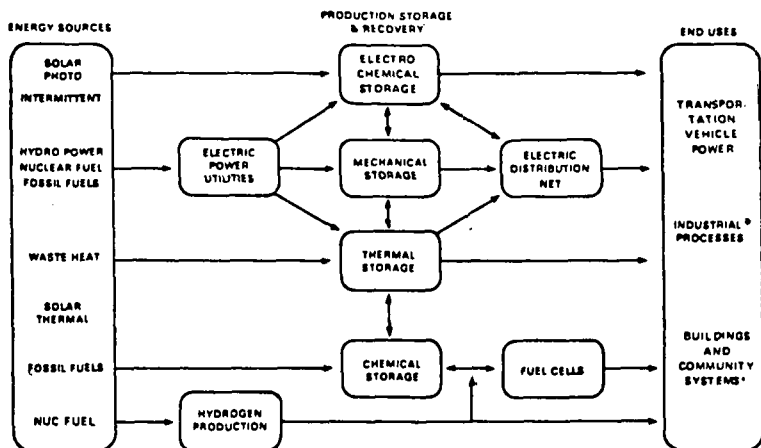 ENERGY SOURCES
SOLAR
PHOTO
INTERMITTENT
HYDRO POWER
NUCLEAR FUEL
FOSSIL FUELS
WASTE HEAT
SOLAR
THERMAL
FOSSIL FUELS
NUC FUEL
ELECTRIC
POWER
UTILITIES
HYDROGEN
PRODUCTION
PRODUCTION STORAGE
& RECOVERY
ELECTRO
CHEMICAL
STORAGE
MECHANICAL
STORAGE
THERMAL
STORAGE
CHEMICAL
STORAGE
ELECTRIC
DISTRIBUTION
NET
FUEL CELLS
END USES
TRANSPOR-
TATION
VEHICLE
POWER
INDUSTRIAL
PROCESSES
BUILDINGS
AND
COMMUNITY
SYSTEMS